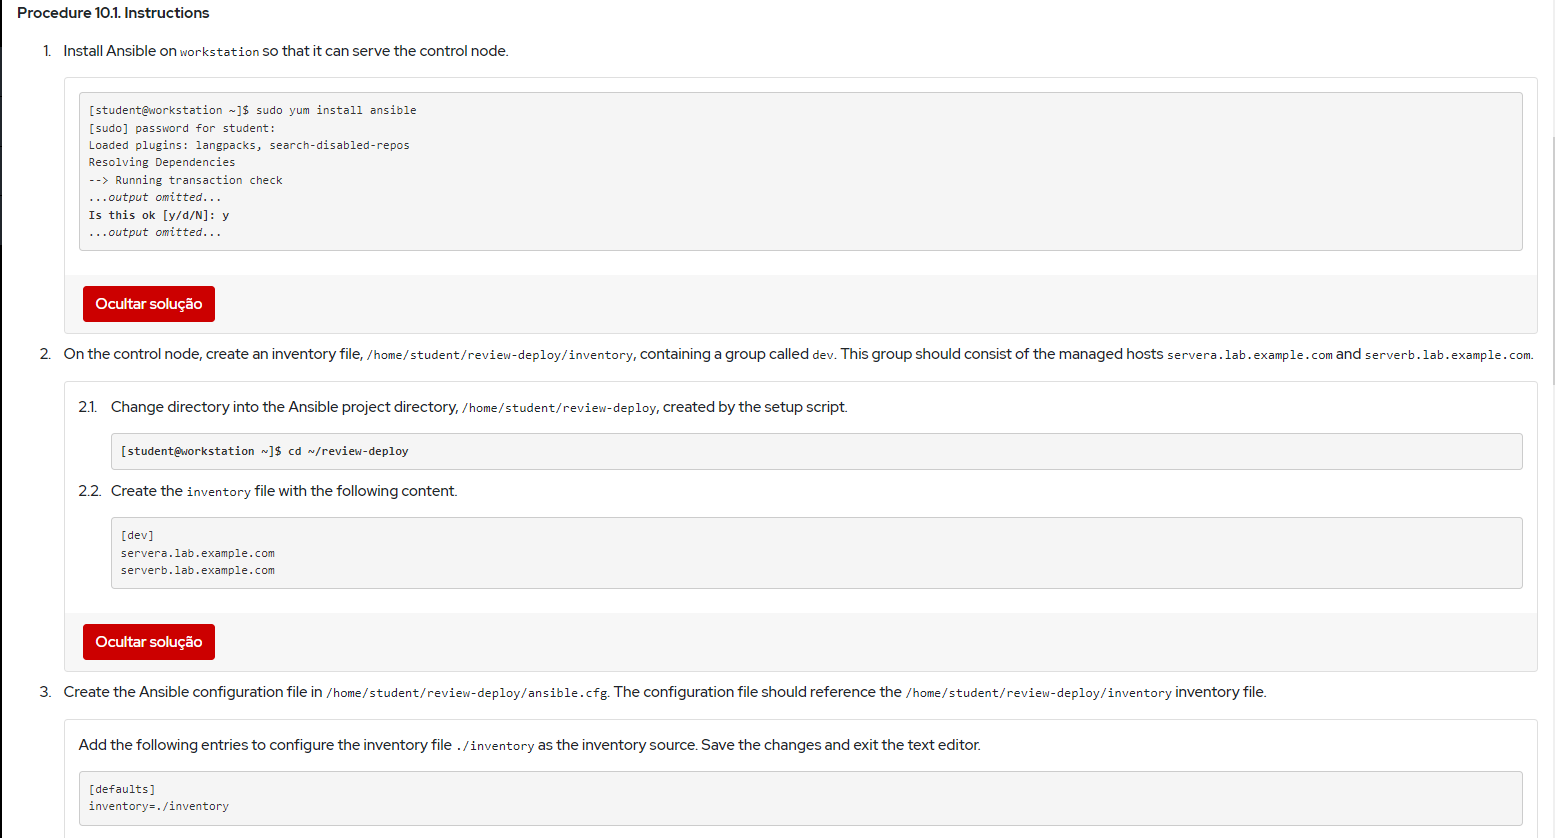 Procedure 10.1. Instructions
1. Install Ansible on workstation so that it can serve the control node.
[student@workstation ~]$ sudo yum install ansible
[sudo] password for student:
Loaded plugins: langpacks, search-disabled-repos
Resolving Dependencies
--> Running transaction check
...output omitted...
Is this ok [y/d/N]: y
...output omitted...
Ocultar solução
2. On the control node, create an inventory file, /home/student/review-deploy/inventory, containing a group called dev. This group should consist of the managed hosts servera.lab.example.com and serverb.lab.example.com.
2.1. Change directory into the Ansible project directory, /home/student/review-deploy, created by the setup script.
[student@workstation ~]$ cd ~/review-deploy
2.2. Create the inventory file with the following content.
[dev]
servera.lab.example.com
serverb.lab.example.com
Ocultar solução
3. Create the Ansible configuration file in /home/student/review-deploy/ansible.cfg. The configuration file should reference the /home/student/review-deploy/inventory inventory file.
Add the following entries to configure the inventory file ./inventory as the inventory source. Save the changes and exit the text editor.
[defaults]
inventory=./inventory